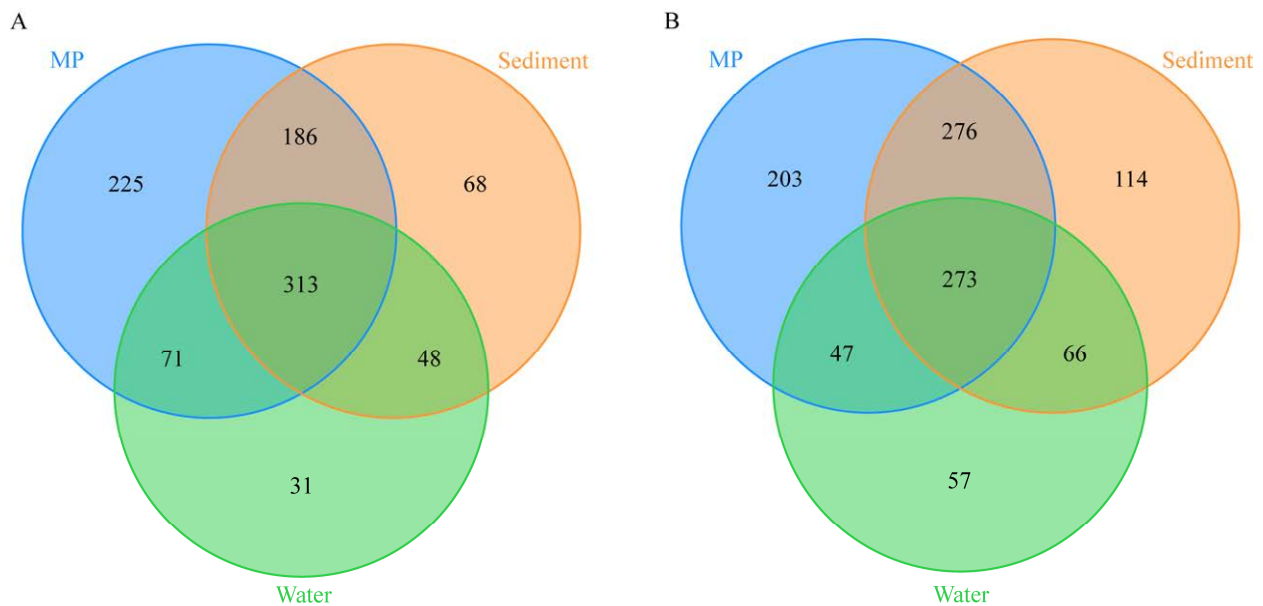 A
MP
Sediment
186
225
68
313
71
48
31
Water
B
MP
Sediment
276
203
114
273
47
66
57
Water